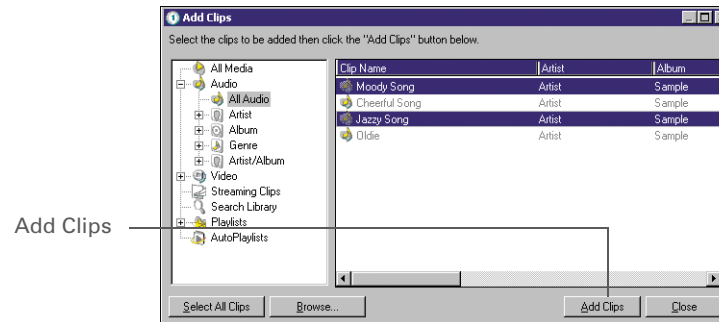 Add Clips
Select the clips to be added then click the "Add Clips" button below.
All Media
Audio
All Audio
Artist
Album
Genre
Artist/Album
Video
Streaming Clips
Search Library
Playlists
AutoPlaylists
Clip Name Artist Album
Moody Song Artist Sample
Cheerful Song Artist Sample
Jazzy Song Artist Sample
Oldie Artist Sample
Add Clips
Select All Clips Browse... Add Clips Close